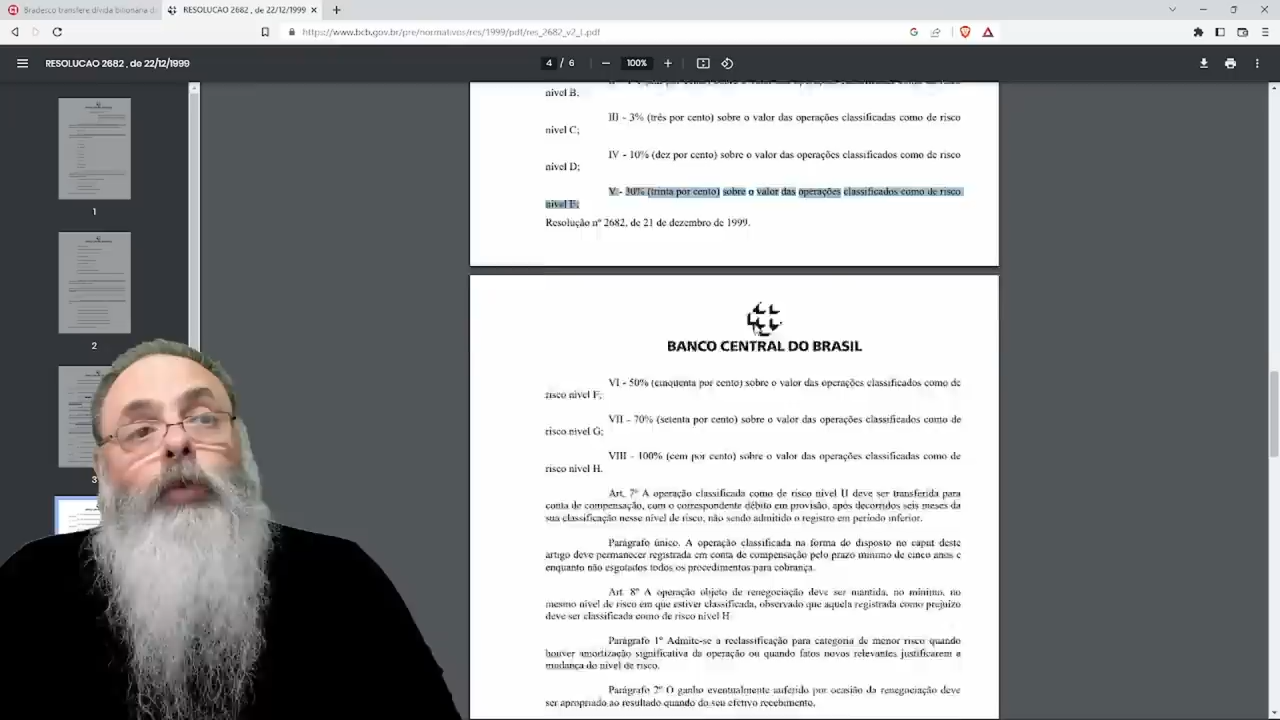 Bradesco transfere dívida bilionária d
RESOLUCAO 2682 , de 22/12/1999
https://www.bcb.gov.br/pre/normativos/res/1999/pdf/res_2682_v2_L.pdf
RESOLUCAO 2682 , de 22/12/1999
4 / 6
100%
1
2
3
nível B;
III - 3% (três por cento) sobre o valor das operações classificadas como de risco
nível C;
IV - 10% (dez por cento) sobre o valor das operações classificados como de risco
nível D;
V - 30% (trinta por cento) sobre o valor das operações classificados como de risco
nível E;
Resolução nº 2682, de 21 de dezembro de 1999.
BANCO CENTRAL DO BRASIL
VI - 50% (cinquenta por cento) sobre o valor das operações classificados como de
risco nível F;
VII - 70% (setenta por cento) sobre o valor das operações classificados como de
risco nível G;
VIII - 100% (cem por cento) sobre o valor das operações classificadas como de
risco nível H.
Art. 7º A operação classificada como de risco nível H deve ser transferida para
conta de compensação, com o correspondente débito em provisão, após decorridos seis meses da
sua classificação nesse nível de risco, não sendo admitido o registro em período inferior.
Parágrafo único. A operação classificada na forma do disposto no caput deste
artigo deve permanecer registrada em conta de compensação pelo prazo mínimo de cinco anos e
enquanto não esgotados todos os procedimentos para cobrança.
Art. 8º A operação objeto de renegociação deve ser mantida, no mínimo, no
mesmo nível de risco em que estiver classificada, observado que aquela registrada como prejuízo
deve ser classificada como de risco nível H.
Parágrafo 1º Admite-se a reclassificação para categoria de menor risco quando
houver amortização significativa da operação ou quando fatos novos relevantes justificarem a
mudança do nível de risco.
Parágrafo 2º O ganho eventualmente auferido por ocasião da renegociação deve
ser apropriado ao resultado quando do seu efetivo recebimento.